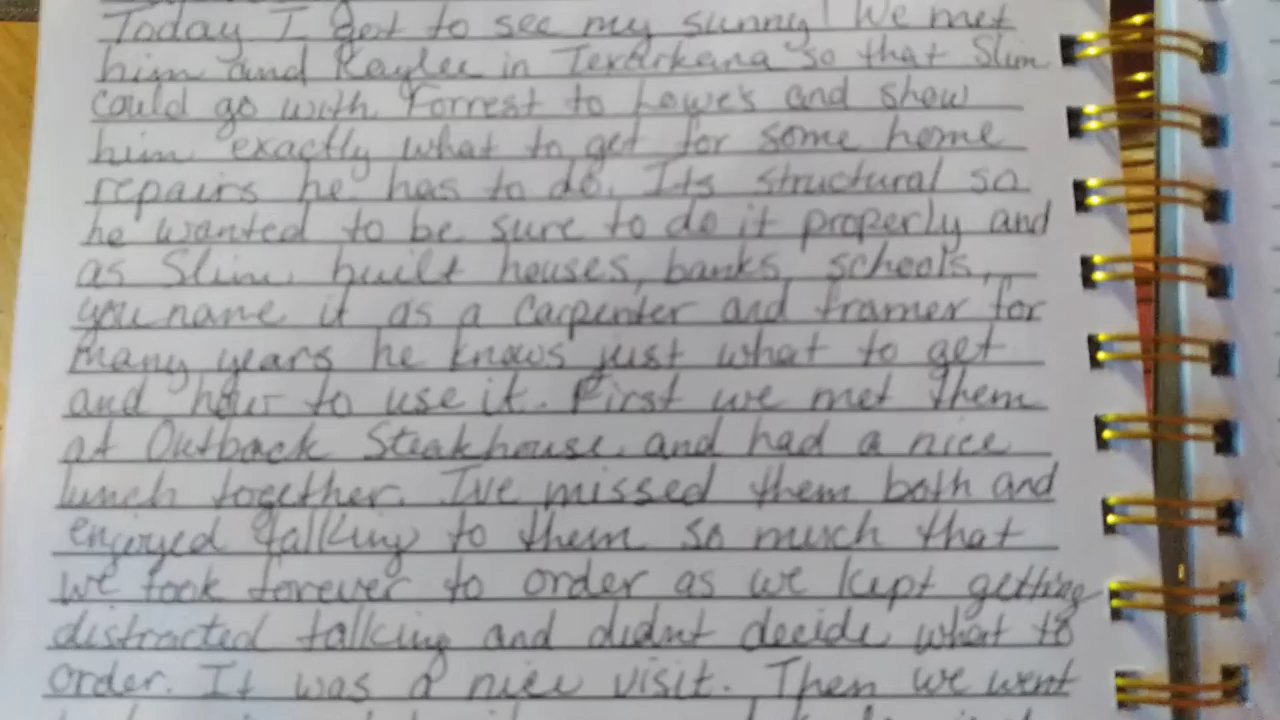 Today I got to see my sunny! We met
him and Kaylee in Texarkana so that Slim
could go with Forrest to Lowe's and show
him exactly what to get for some home
repairs he has to do. Its structural so
he wanted to be sure to do it properly and
as Slim built houses, banks, schools,
you name it as a carpenter and framer for
many years he knows just what to get
and how to use it. First we met them
at Outback Steakhouse and had a nice
lunch together. I've missed them both and
enjoyed talking to them so much that
we took forever to order as we kept getting
distracted talking and didnt decide what to
order. It was a nice visit. Then we went